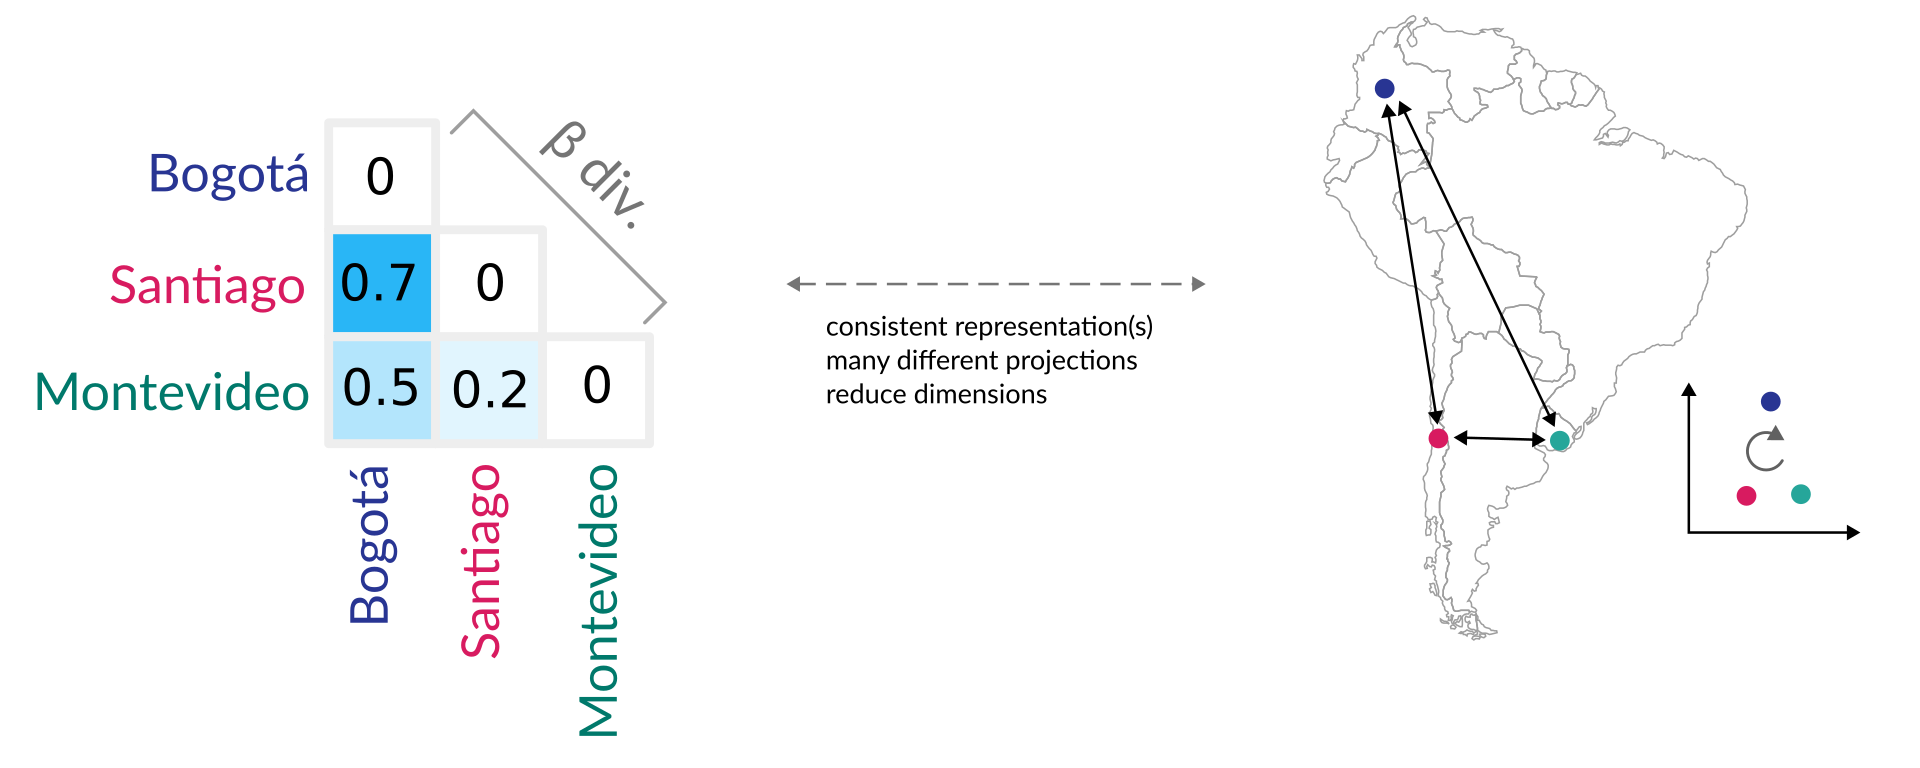 β div.
Bogotá
0
Santiago
0.7
0
Montevideo
0.5
0.2
0
Bogotá
Santiago
Montevideo
consistent representation(s)
many different projections
reduce dimensions